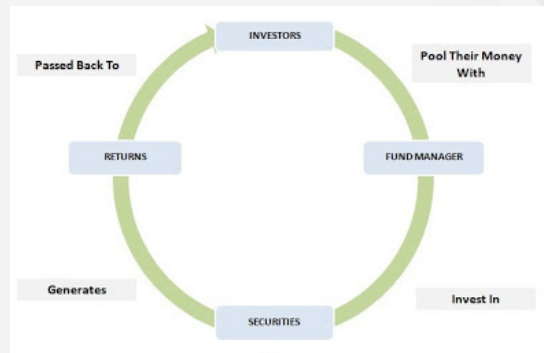 INVESTORS
Pool Their Money
With
FUND MANAGER
Invest In
SECURITIES
Generates
RETURNS
Passed Back To